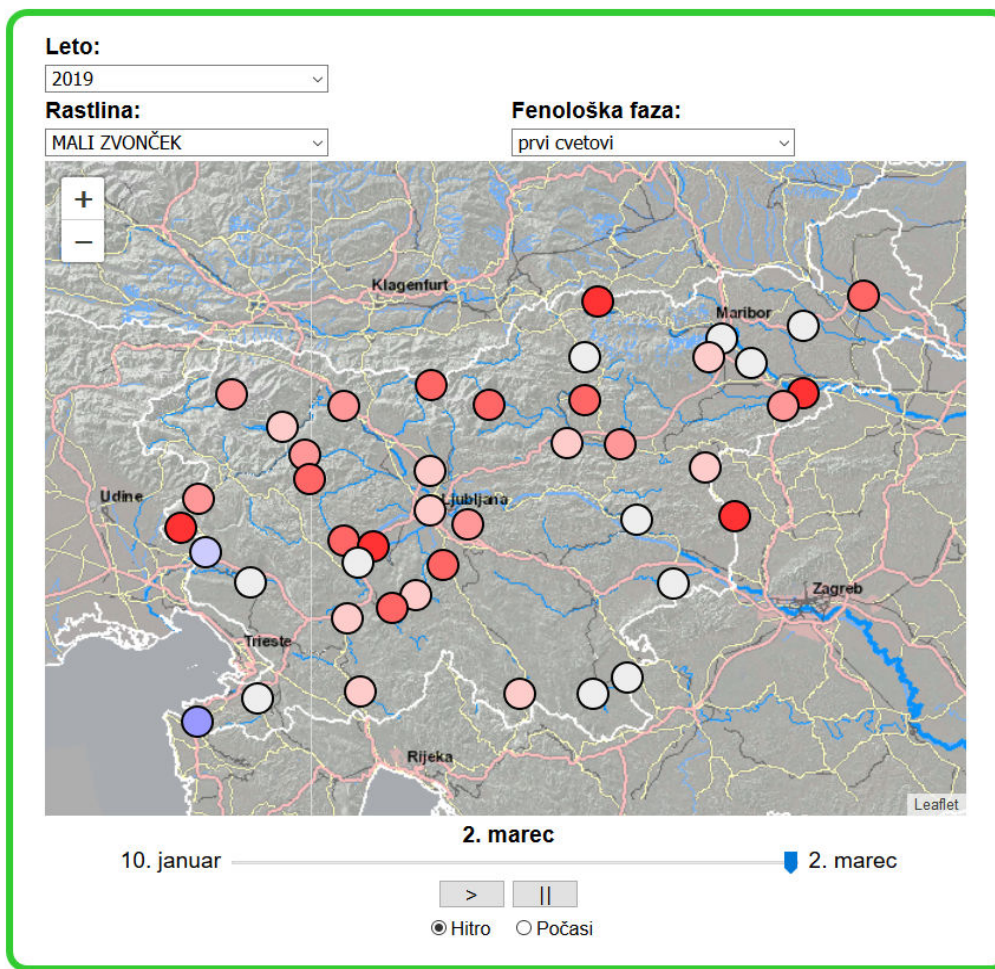 Leto:
2019
Rastlina:
Fenološka faza:
MALI ZVONČEK
prvi cvetovi
+
−
Klagenfurt
Maribor
Udine
Ljubljana
Zagreb
Trieste
Rijeka
Leaflet
2. marec
10. januar
2. marec
>
||
Hitro
Počasi